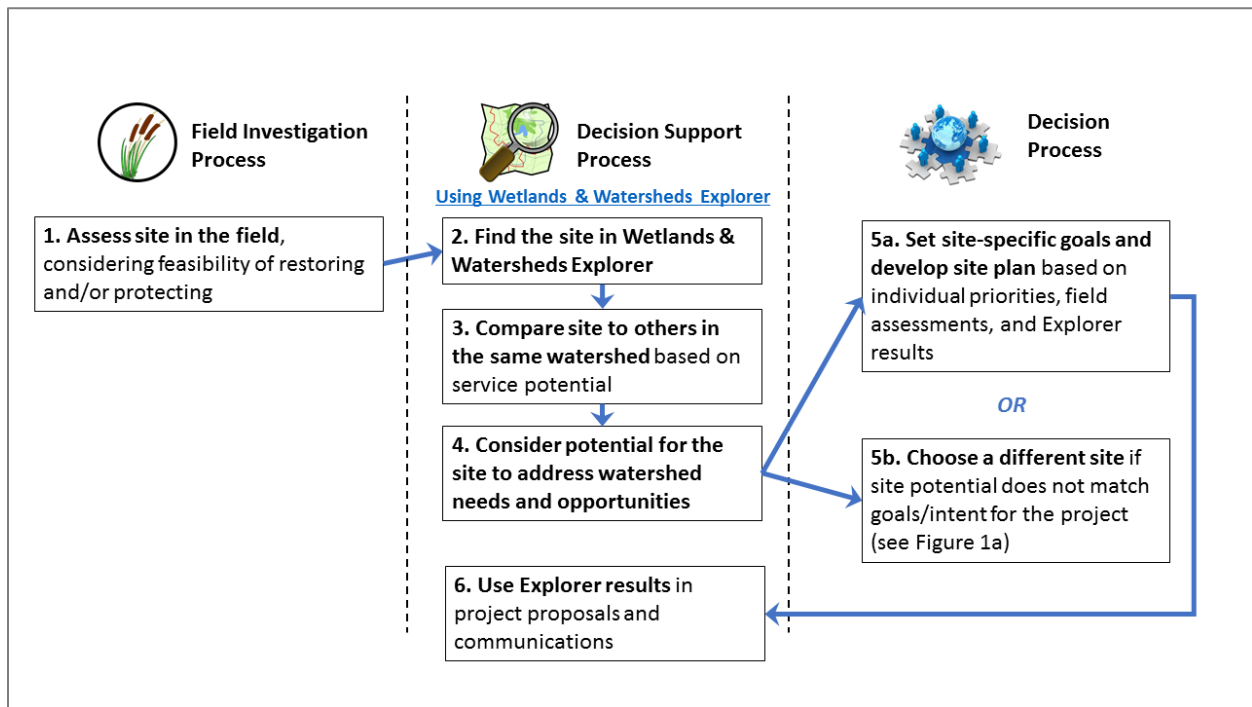 Field Investigation
Process
Decision Support
Process
Using Wetlands & Watersheds Explorer
Decision
Process
1. Assess site in the field,
considering feasibility of restoring
and/or protecting
2. Find the site in Wetlands &
Watersheds Explorer
3. Compare site to others in
the same watershed based on
service potential
4. Consider potential for the
site to address watershed
needs and opportunities
5a. Set site-specific goals and
develop site plan based on
individual priorities, field
assessments, and Explorer
results
OR
5b. Choose a different site if
site potential does not match
goals/intent for the project
(see Figure 1a)
6. Use Explorer results in
project proposals and
communications